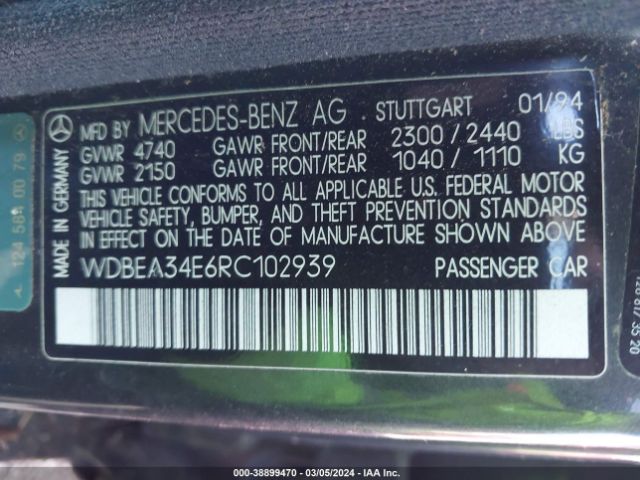 MADE IN GERMANY
MFD BY MERCEDES-BENZ AG STUTTGART 01/94
GVWR 4740 GAWR FRONT/REAR 2300 / 2440 LBS
GVWR 2150 GAWR FRONT/REAR 1040 / 1110 KG
THIS VEHICLE CONFORMS TO ALL APPLICABLE U.S. FEDERAL MOTOR
VEHICLE SAFETY, BUMPER, AND THEFT PREVENTION STANDARDS
IN EFFECT ON THE DATE OF MANUFACTURE SHOWN ABOVE
WDBEA34E6RC102939 PASSENGER CAR
000-38899470 | 03/05/2024 | IAA Inc.